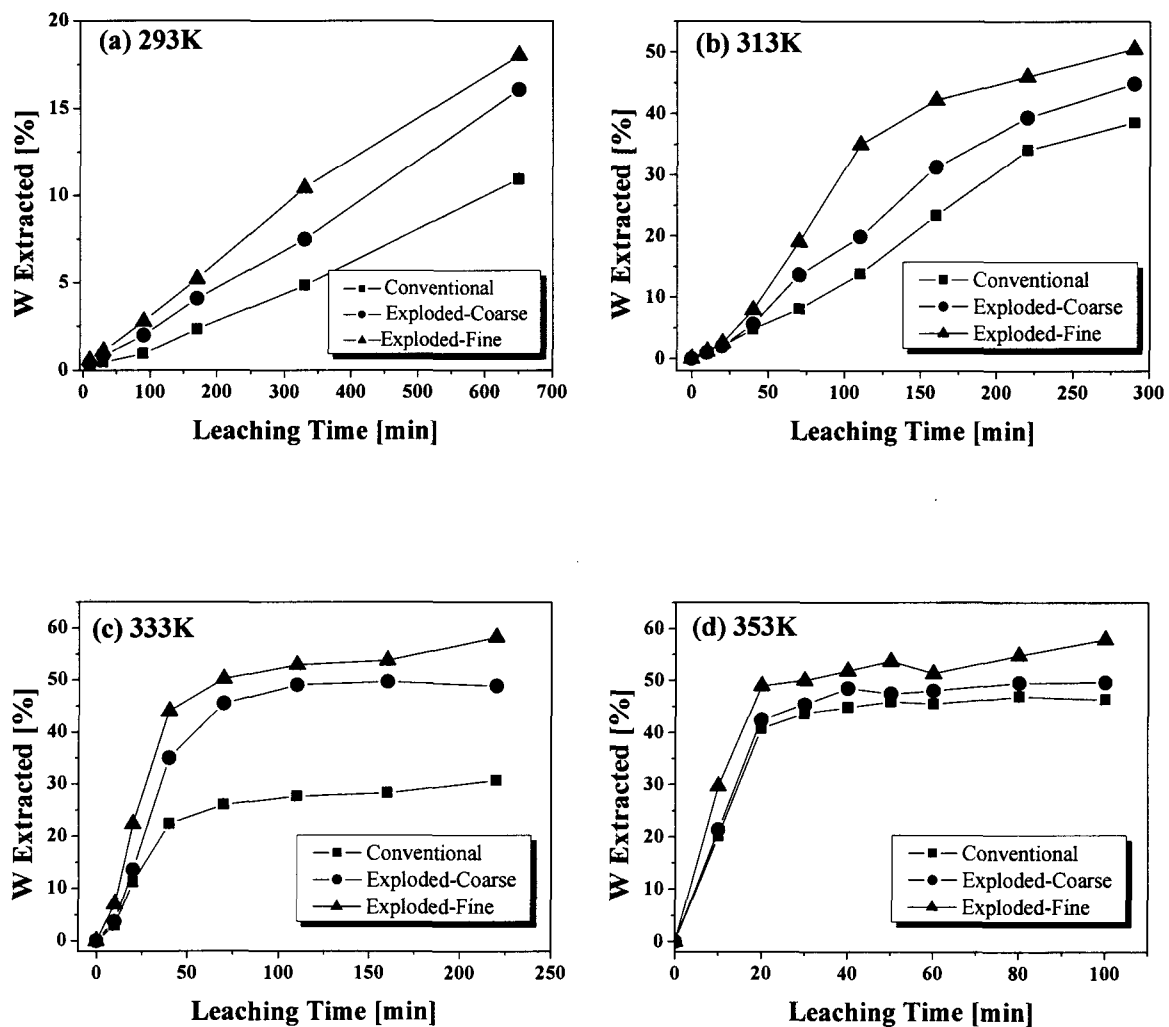 (a) 293K
W Extracted [%]
20
15
10
5
0
Conventional
Exploded-Coarse
Exploded-Fine
0 100 200 300 400 500 600 700
Leaching Time [min]
(b) 313K
W Extracted [%]
50
40
30
20
10
0
Conventional
Exploded-Coarse
Exploded-Fine
0 50 100 150 200 250 300
Leaching Time [min]
(c) 333K
W Extracted [%]
60
50
40
30
20
10
0
Conventional
Exploded-Coarse
Exploded-Fine
0 50 100 150 200 250
Leaching Time [min]
(d) 353K
W Extracted [%]
60
50
40
30
20
10
0
Conventional
Exploded-Coarse
Exploded-Fine
0 20 40 60 80 100
Leaching Time [min]